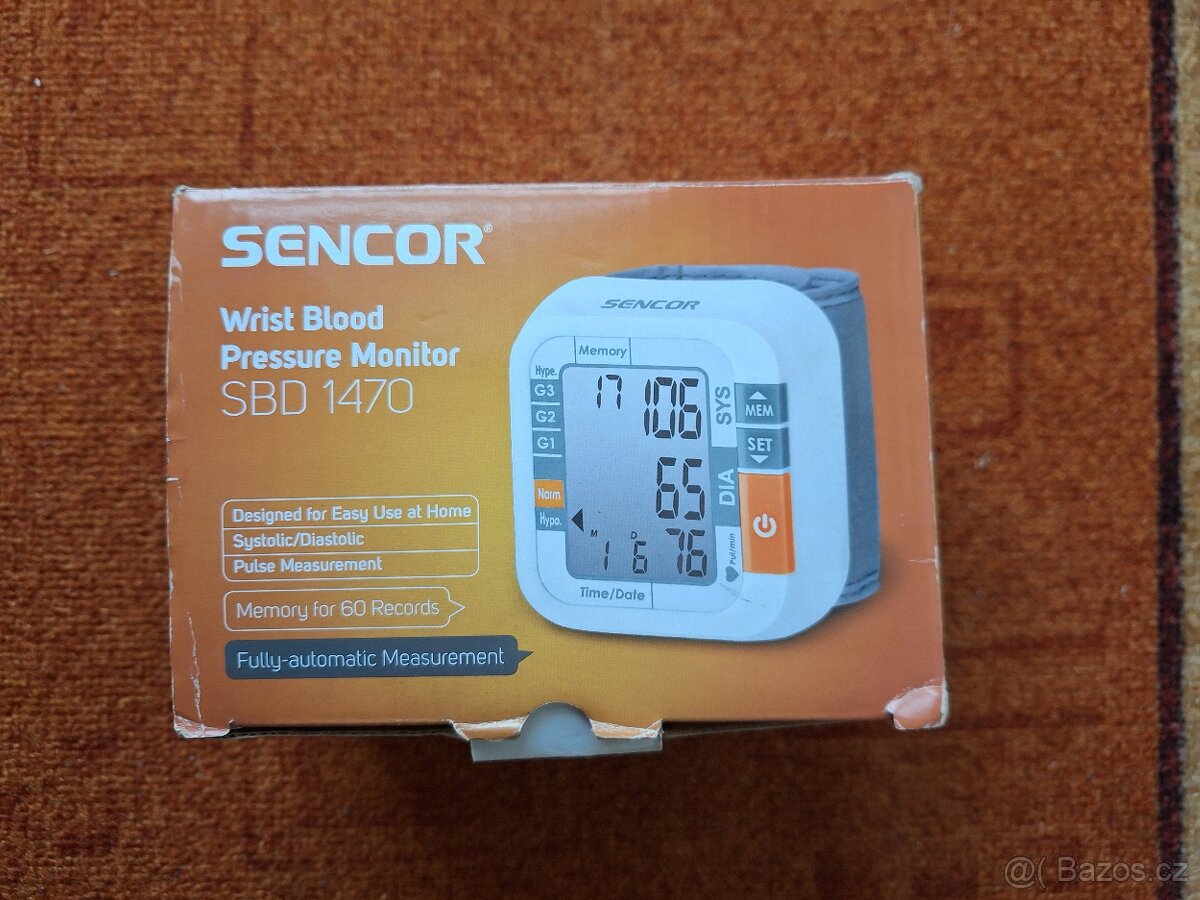 SENCOR®
Wrist Blood
Pressure Monitor
SBD 1470
Designed for Easy Use at Home
Systolic/Diastolic
Pulse Measurement
Memory for 60 Records
Fully-automatic Measurement
SENCOR
Memory
Hype.
G3
G2
G1
Norm.
Hypo.
17 106
65
M D
1 6 76
SYS
DIA
Pul/min
Time/Date
MEM
SET
@( Bazos.cz